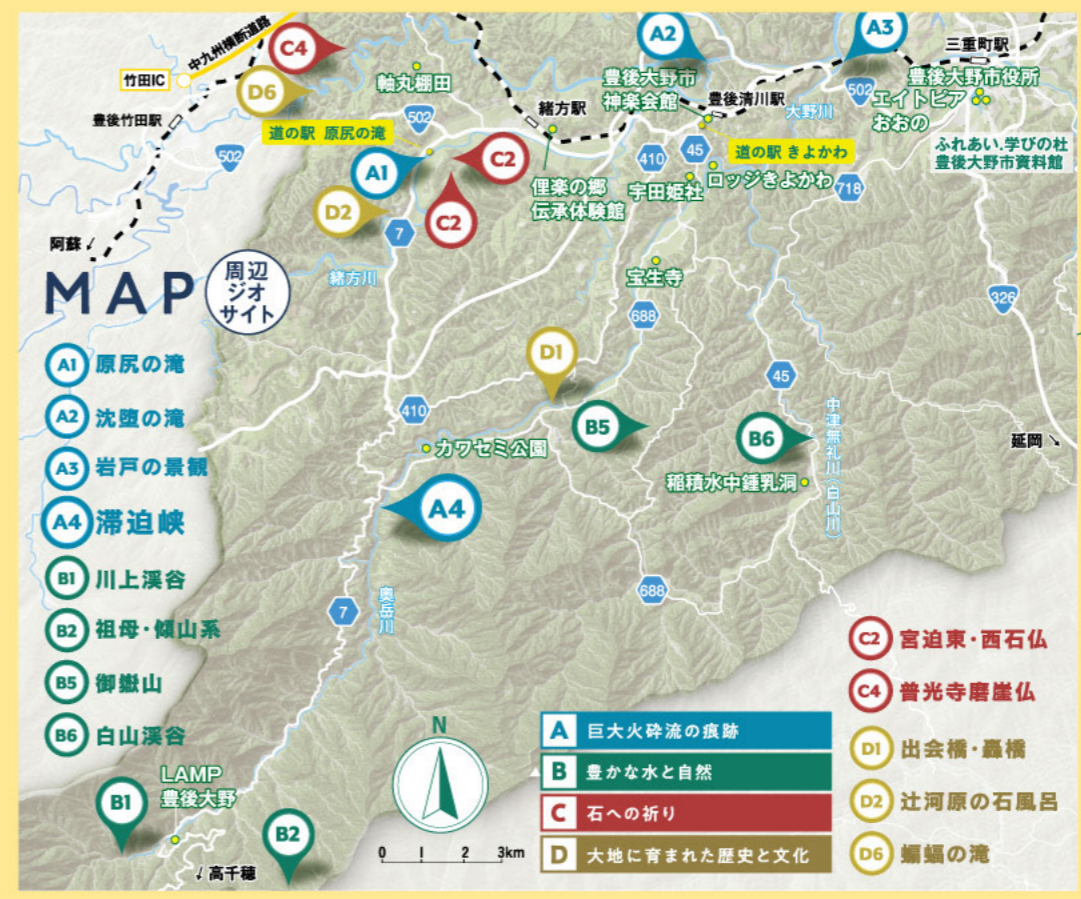 中九州横断道路
C4
A2
A3
三重町駅
竹田IC
軸丸棚田
豊後大野市
神楽会館
豊後大野市役所
D6
豊後竹田駅
502
緒方駅
豊後清川駅
大野川
502
エイトピア
おおの
道の駅 原尻の滝
502
410
45
道の駅 きよかわ
ふれあい.学びの杜
豊後大野市資料館
A1
C2
俚楽の郷
伝承体験館
宇田姫社
ロッジきよかわ
718
D2
C2
7
阿蘇↙
緒方川
宝生寺
MAP
周辺
ジオ
サイト
326
688
D1
45
410
B5
B6
中津無礼川(白山川)
延岡↘
カワセミ公園
稲積水中鍾乳洞
A4
688
7
奥岳川
A1 原尻の滝
A2 沈堕の滝
A3 岩戸の景観
A4 滞迫峡
B1 川上渓谷
B2 祖母・傾山系
B5 御嶽山
B6 白山渓谷
C2 宮迫東・西石仏
C4 普光寺磨崖仏
D1 出会橋・轟橋
D2 辻河原の石風呂
D6 蝙蝠の滝
LAMP
豊後大野
B1
B2
↙高千穂
N
0 1 2 3km
A 巨大火砕流の痕跡
B 豊かな水と自然
C 石への祈り
D 大地に育まれた歴史と文化